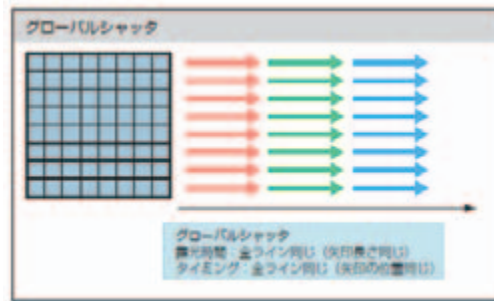 グローバルシャッタ
グローバルシャッタ
露光時間：全ライン同じ（矢印長さ同じ）
タイミング：全ライン同じ（矢印の位置同じ）